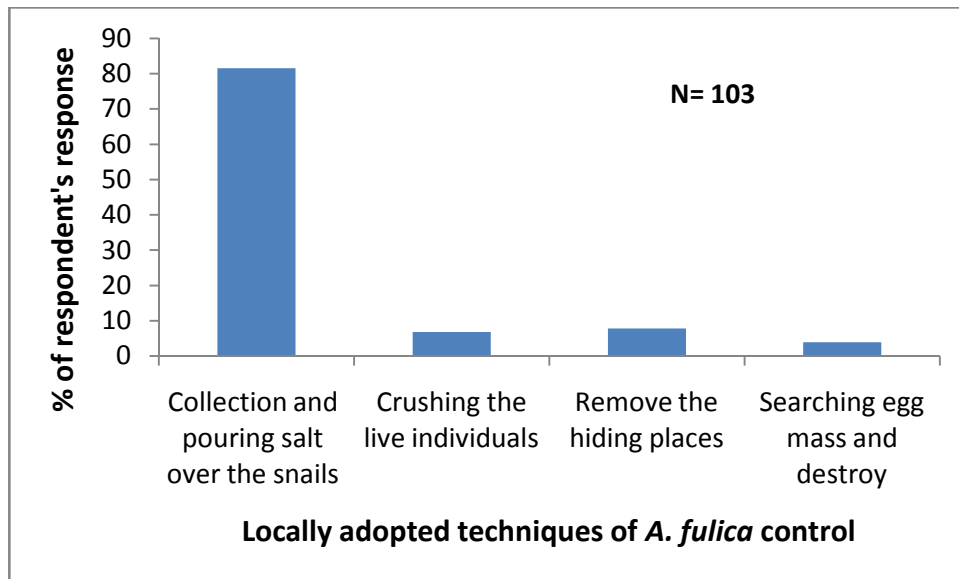 % of respondent's response
90
80
70
60
50
40
30
20
10
0
N= 103
Collection and
pouring salt
over the snails
Crushing the
live individuals
Remove the
hiding places
Searching egg
mass and
destroy
Locally adopted techniques of A. fulica control